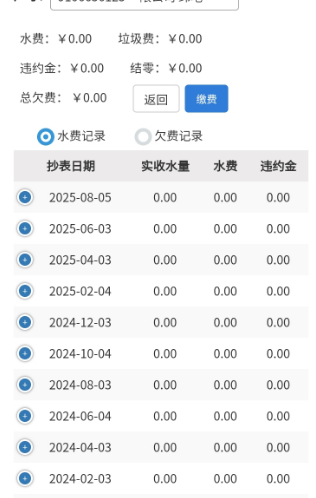 水费：￥0.00 垃圾费：￥0.00
违约金：￥0.00 结零：￥0.00
总欠费：￥0.00 返回 缴费
水费记录 欠费记录
抄表日期 实收水量 水费 违约金
2025-08-05 0.00 0.00 0.00
2025-06-03 0.00 0.00 0.00
2025-04-03 0.00 0.00 0.00
2025-02-04 0.00 0.00 0.00
2024-12-03 0.00 0.00 0.00
2024-10-04 0.00 0.00 0.00
2024-08-03 0.00 0.00 0.00
2024-06-04 0.00 0.00 0.00
2024-04-03 0.00 0.00 0.00
2024-02-03 0.00 0.00 0.00